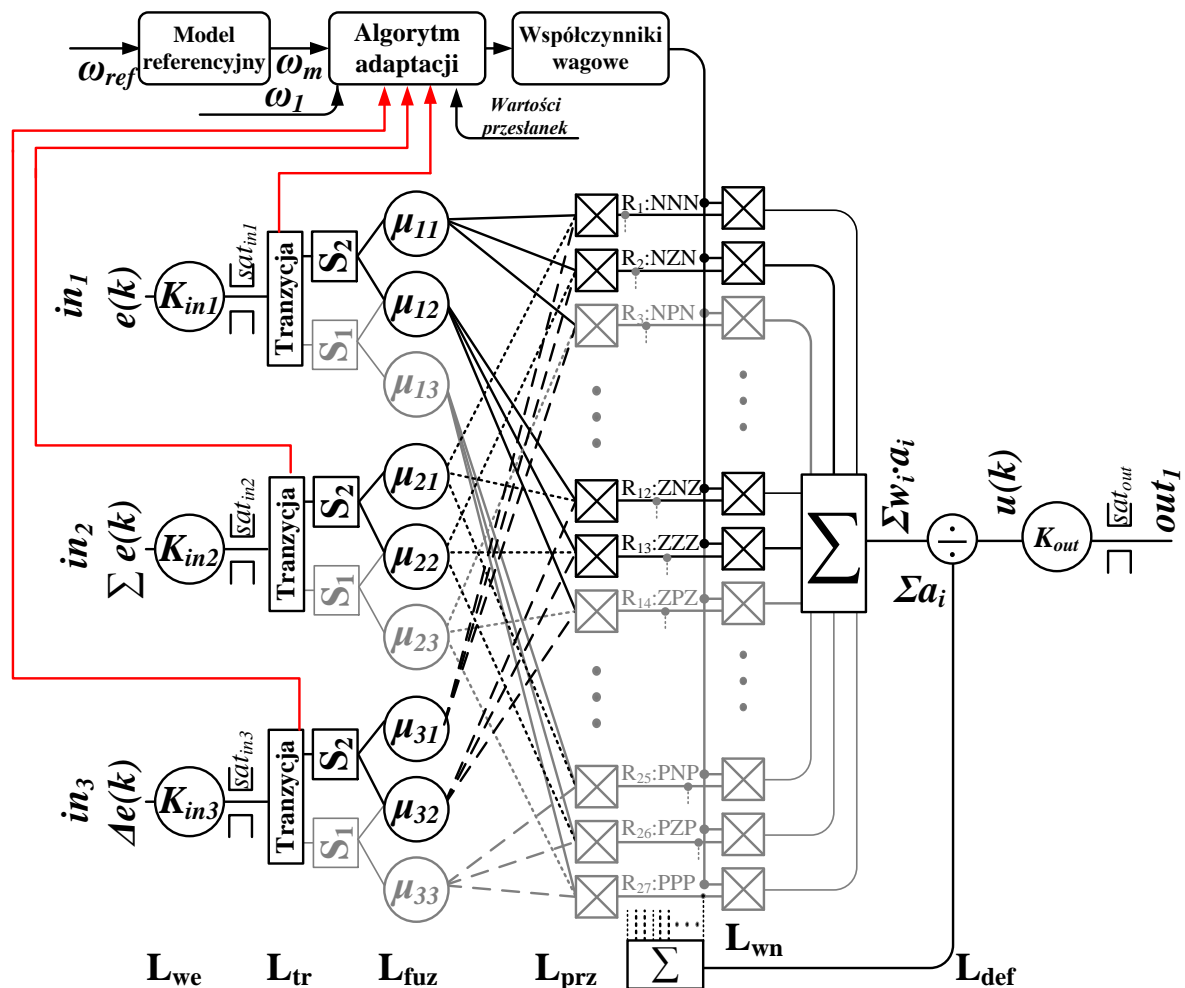 Model
referencyjny
Algorytm
adaptacji
Współczynniki
wagowe
ω_ref
ω_m
ω_1
Wartości
przesłanek
in_1
e(k)
K_in1
sat_in1
Tranzycja
S_2
S_1
μ_11
μ_12
μ_13
R_1:NNN
R_2:NZN
R_3:NPN
in_2
Σ e(k)
K_in2
sat_in2
Tranzycja
S_2
S_1
μ_21
μ_22
μ_23
R_12:ZNZ
R_13:ZZZ
R_14:ZPZ
Σ
Σw_i·a_i
Σa_i
÷
u(k)
K_out
sat_out
out_1
in_3
Δe(k)
K_in3
sat_in3
Tranzycja
S_2
S_1
μ_31
μ_32
μ_33
R_25:PNP
R_26:PZP
R_27:PPP
Σ
L_we
L_tr
L_fuz
L_prz
L_wn
L_def